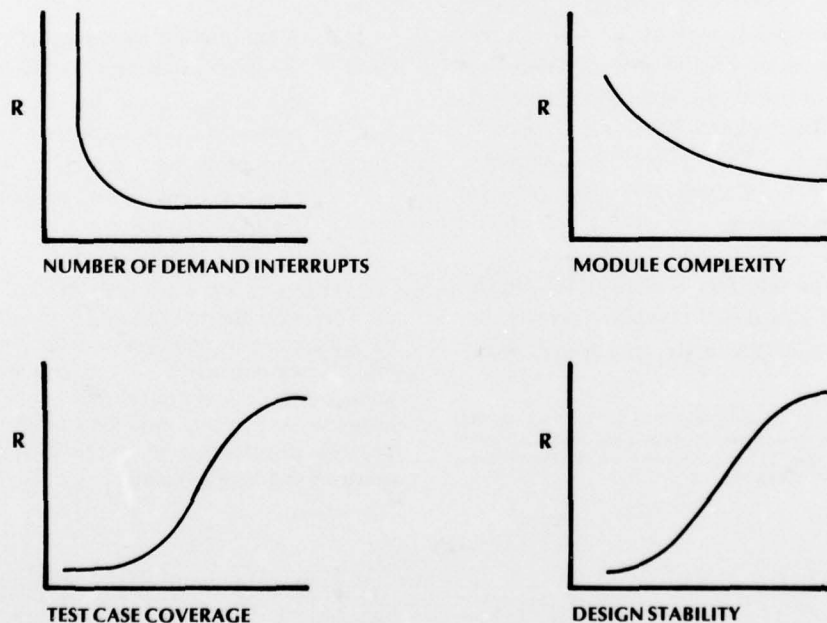 R
NUMBER OF DEMAND INTERRUPTS
R
MODULE COMPLEXITY
R
TEST CASE COVERAGE
R
DESIGN STABILITY